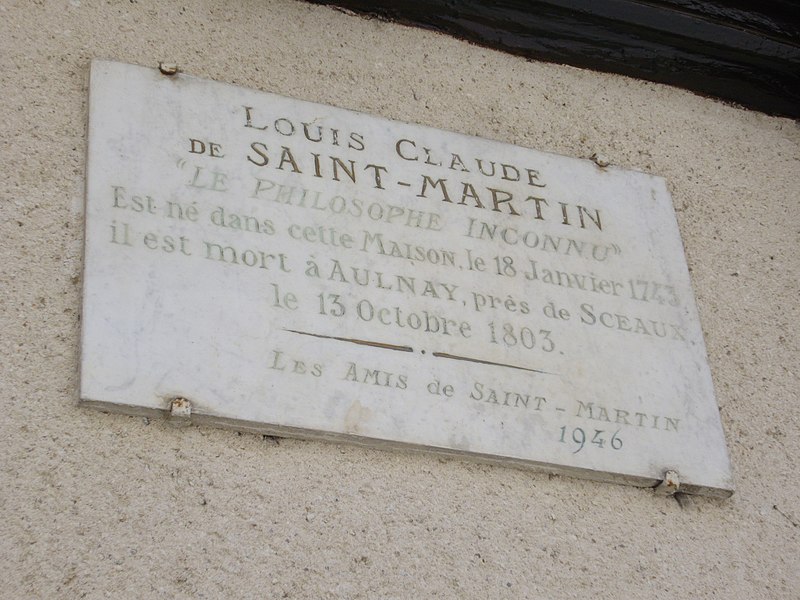 LOUIS CLAUDE
DE SAINT-MARTIN
"LE PHILOSOPHE INCONNU"
Est né dans cette MAISON, le 18 Janvier 1743
il est mort à AULNAY, près de SCEAUX,
le 13 Octobre 1803.
LES AMIS de SAINT-MARTIN
1946